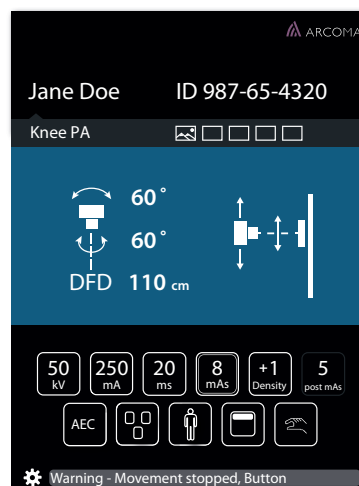 ARCOMA
Jane Doe ID 987-65-4320
Knee PA
60°
60°
DFD 110 cm
50 250 20 8 +1 5
kV mA ms mAs Density post mAs
AEC
Warning - Movement stopped, Button